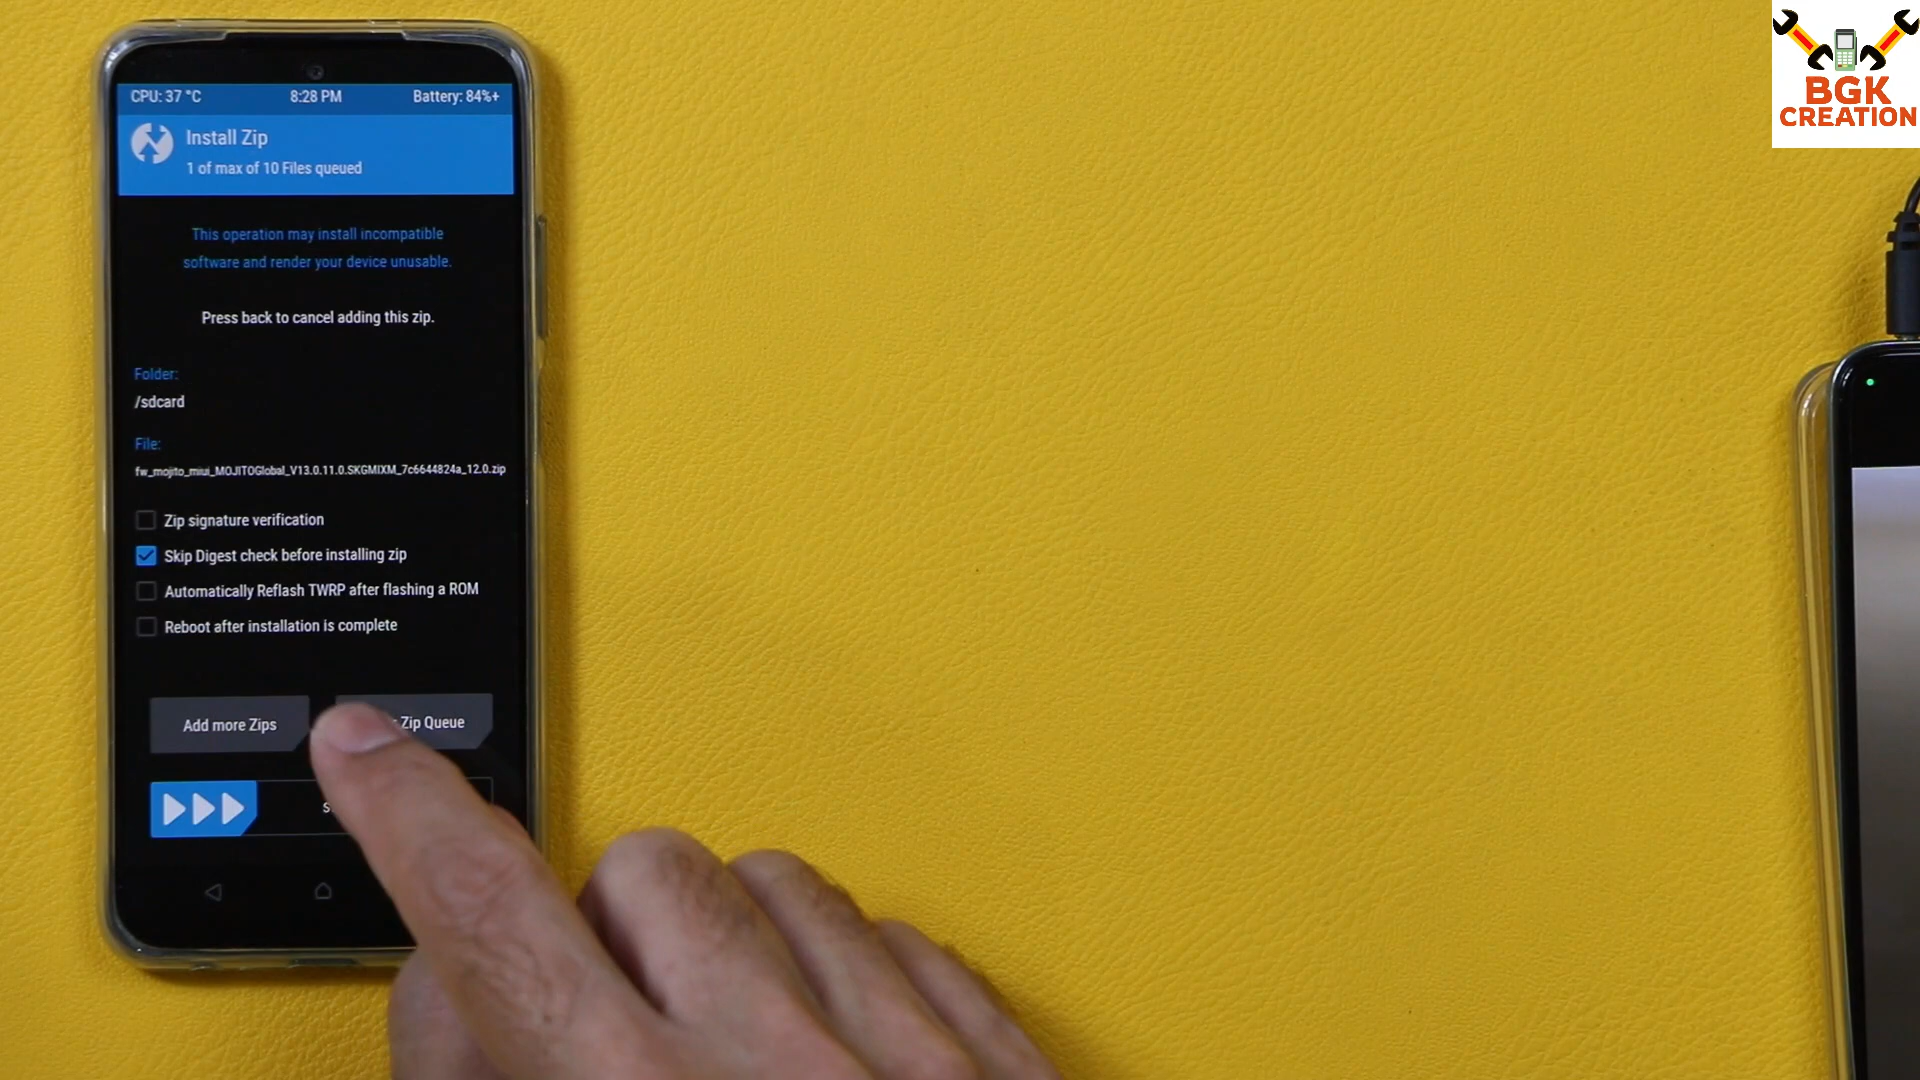 CPU: 37 °C 8:28 PM Battery: 84%+
Install Zip
1 of max of 10 Files queued
This operation may install incompatible
software and render your device unusable.
Press back to cancel adding this zip.
Folder:
/sdcard
File:
fw_mojito_miui_MOJITOGlobal_V13.0.11.0.SKGMIXM_7c6644824a_12.0.zip
Zip signature verification
Skip Digest check before installing zip
Automatically Reflash TWRP after flashing a ROM
Reboot after installation is complete
Add more Zips
Zip Queue
BGK
CREATION